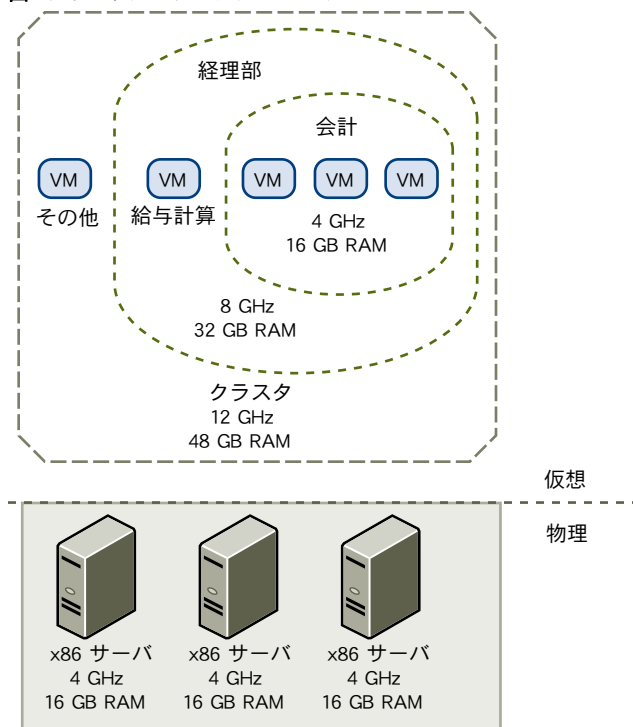 経理部
会計
VM
VM
VM
VM
VM
その他
給与計算
4 GHz
16 GB RAM
8 GHz
32 GB RAM
クラスタ
12 GHz
48 GB RAM
仮想
物理
x86 サーバ
4 GHz
16 GB RAM
x86 サーバ
4 GHz
16 GB RAM
x86 サーバ
4 GHz
16 GB RAM